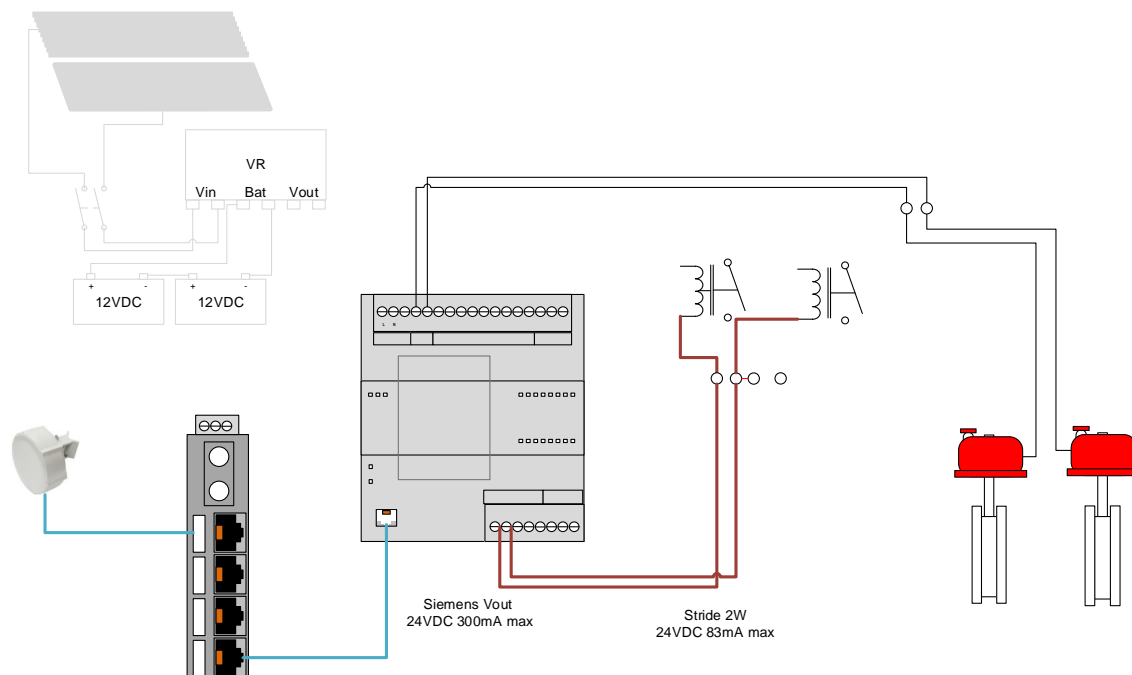 VR
Vin Bat Vout
+ - + -
12VDC 12VDC
Siemens Vout
24VDC 300mA max
Stride 2W
24VDC 83mA max